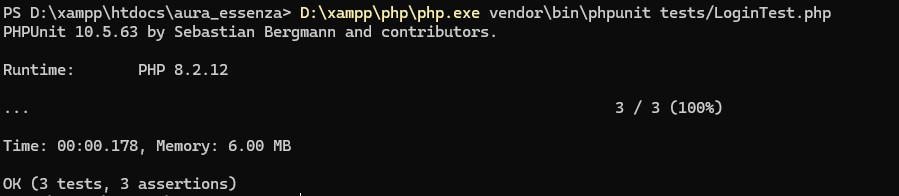 PS D:\xampp\htdocs\aura_essenza> D:\xampp\php\php.exe vendor\bin\phpunit tests/LoginTest.php
PHPUnit 10.5.63 by Sebastian Bergmann and contributors.
Runtime:       PHP 8.2.12
...                                                                 3 / 3 (100%)
Time: 00:00.178, Memory: 6.00 MB
OK (3 tests, 3 assertions)